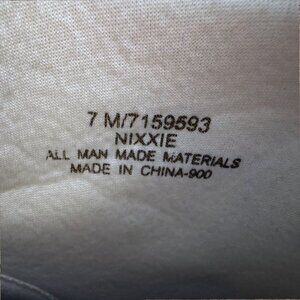 7 M/7159593
NIXXIE
ALL MAN MADE MATERIALS
MADE IN CHINA-900